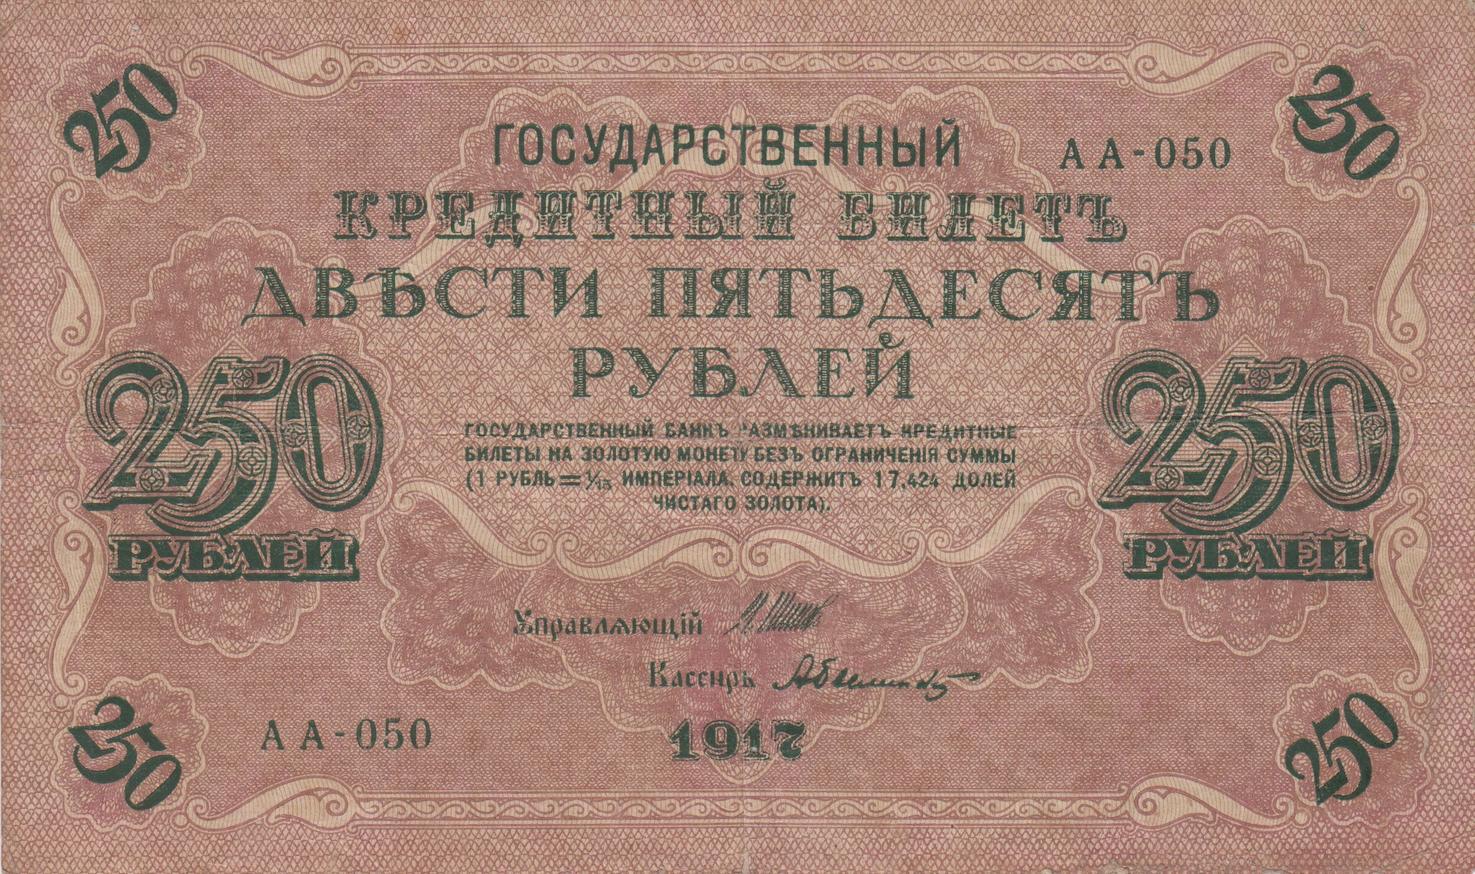 250
250
ГОСУДАРСТВЕННЫЙ
АА-050
КРЕДИТНЫЙ БИЛЕТЪ
ДВѢСТИ ПЯТЬДЕСЯТЪ
РУБЛЕЙ
250
РУБЛЕЙ
250
РУБЛЕЙ
ГОСУДАРСТВЕННЫЙ БАНКЪ РАЗМѢНИВАЕТЪ КРЕДИТНЫЕ
БИЛЕТЫ НА ЗОЛОТУЮ МОНЕТУ БЕЗЪ ОГРАНИЧЕНІЯ СУММЫ
(1 РУБЛЬ = 1/15 ИМПЕРІАЛА, СОДЕРЖИТЪ 17,424 ДОЛЕЙ
ЧИСТАГО ЗОЛОТА).
Управляющій
Кассиръ
АА-050
1917
250
250